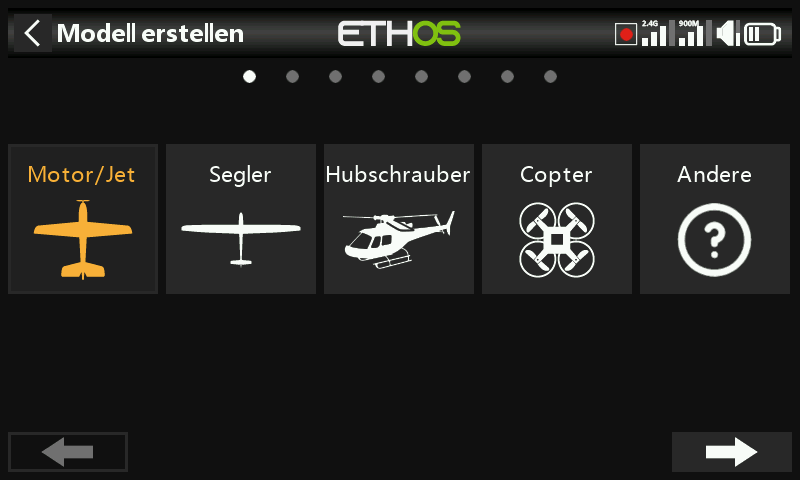 Modell erstellen
ETHOS
2.4G
900M
Motor/Jet
Segler
Hubschrauber
Copter
Andere
?